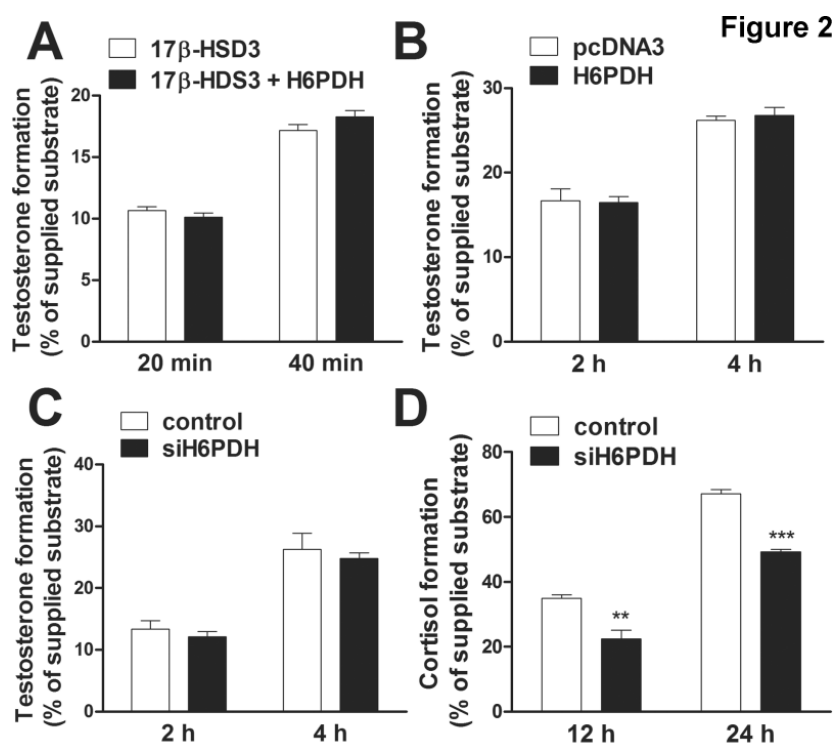 Figure 2
A
17β-HSD3
17β-HDS3 + H6PDH
Testosterone formation
(% of supplied substrate)
20
15
10
5
0
20 min
40 min
B
pcDNA3
H6PDH
Testosterone formation
(% of supplied substrate)
30
20
10
0
2 h
4 h
C
control
siH6PDH
Testosterone formation
(% of supplied substrate)
40
30
20
10
0
2 h
4 h
D
control
siH6PDH
Cortisol formation
(% of supplied substrate)
80
60
40
20
0
**
***
12 h
24 h